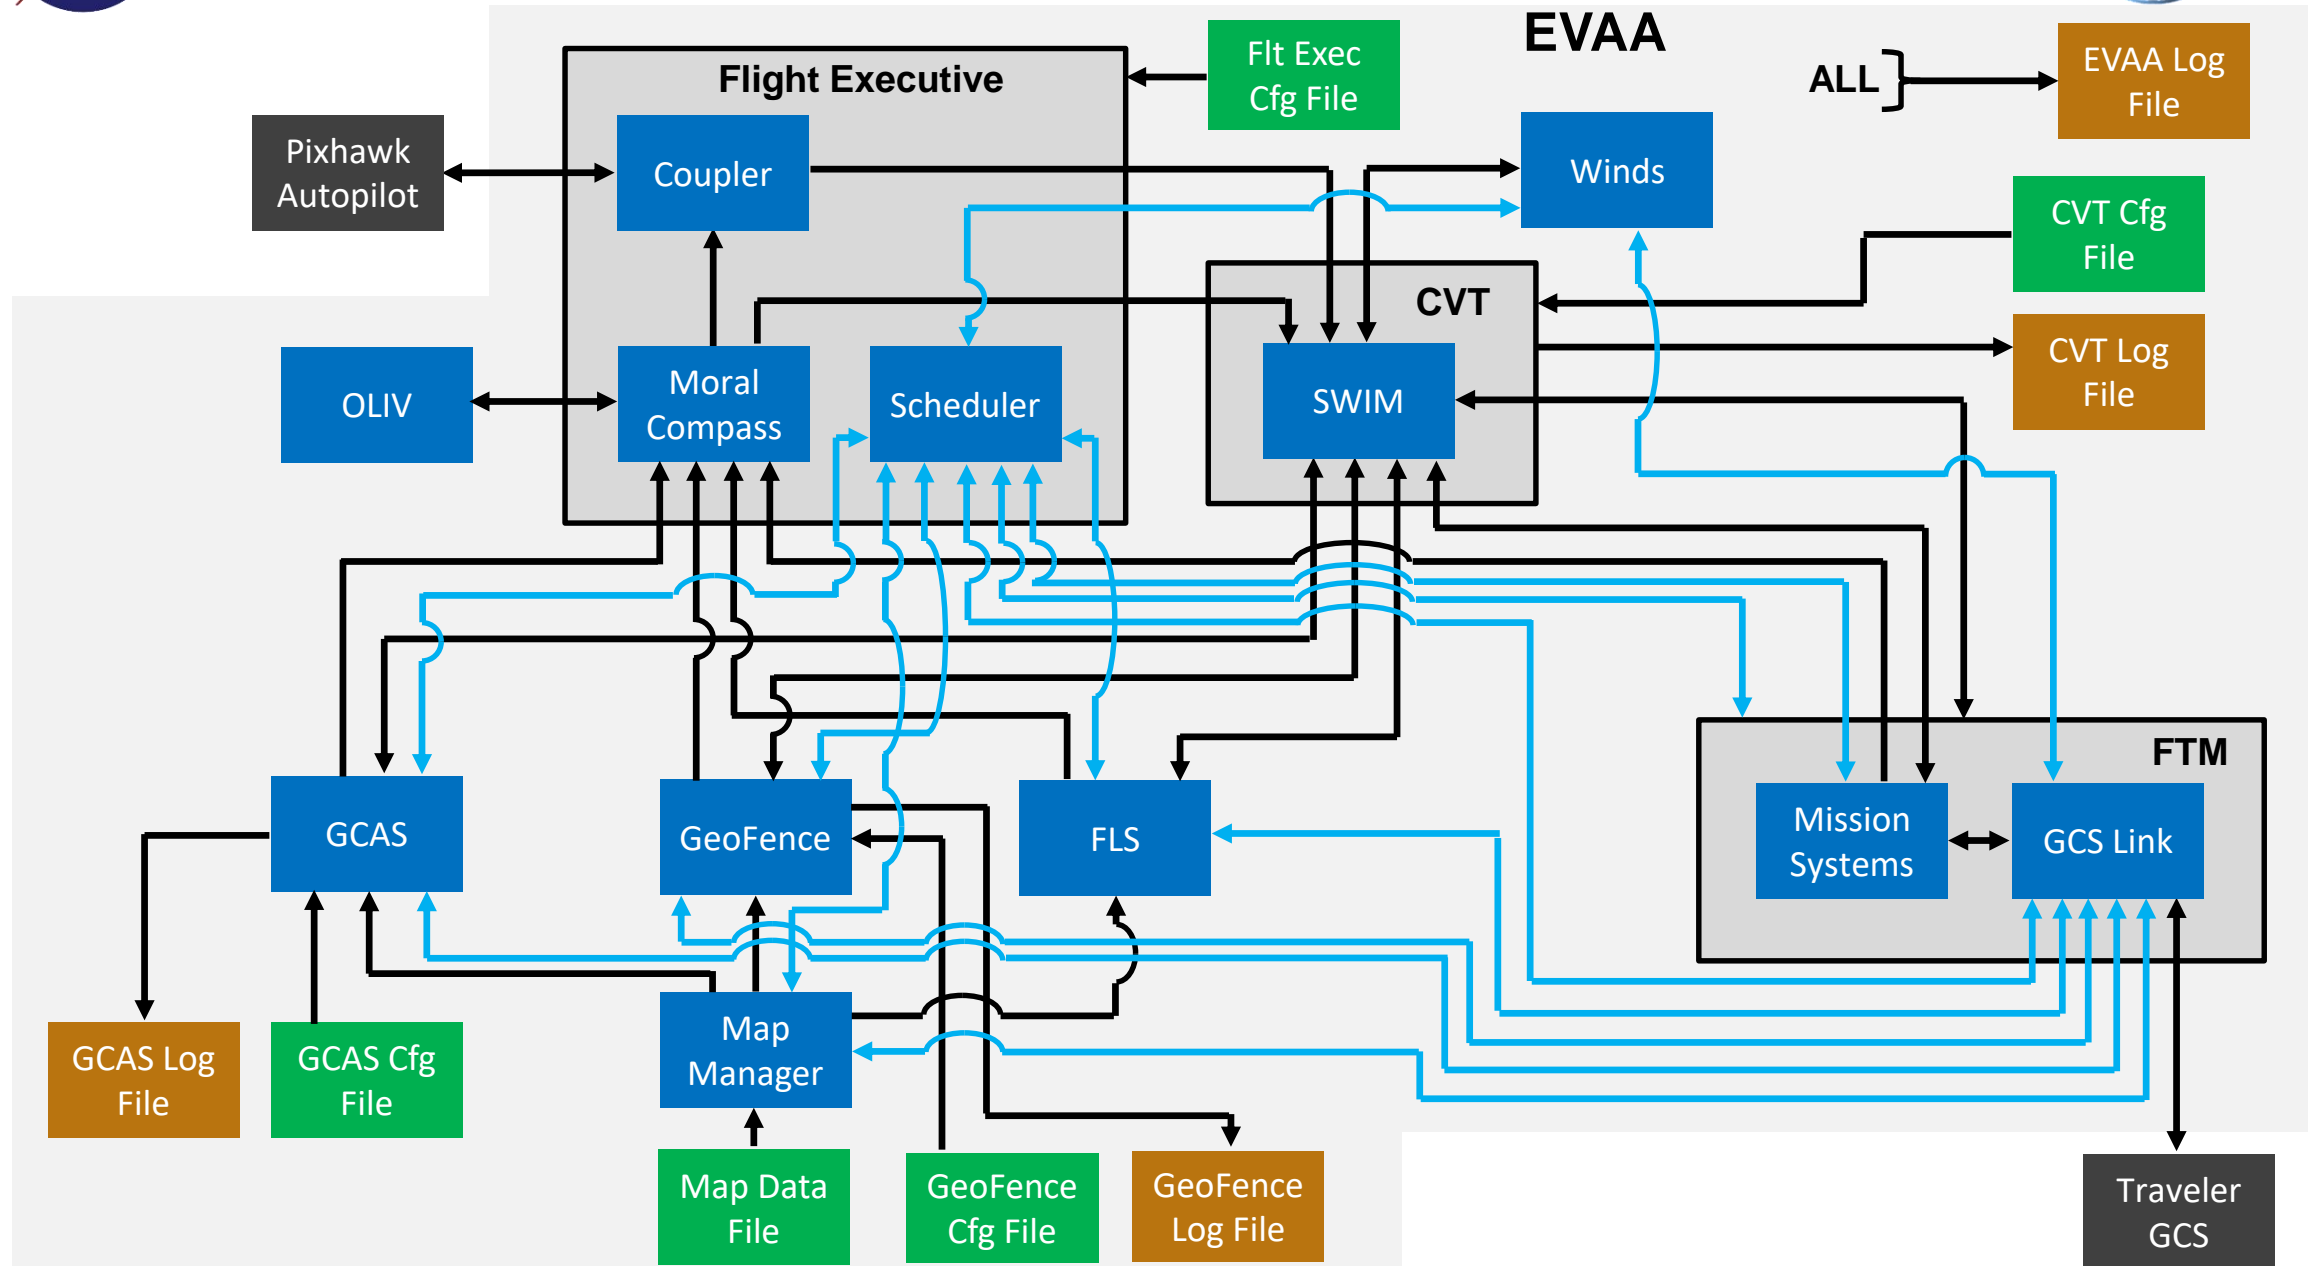 EVAA
Flight Executive
Flt Exec
Cfg File
ALL
EVAA Log
File
Pixhawk
Autopilot
Coupler
Winds
CVT Cfg
File
CVT
CVT Log
File
OLIV
Moral
Compass
Scheduler
SWIM
FTM
GCAS
GeoFence
FLS
Mission
Systems
GCS Link
Map
Manager
GCAS Log
File
GCAS Cfg
File
Map Data
File
GeoFence
Cfg File
GeoFence
Log File
Traveler
GCS